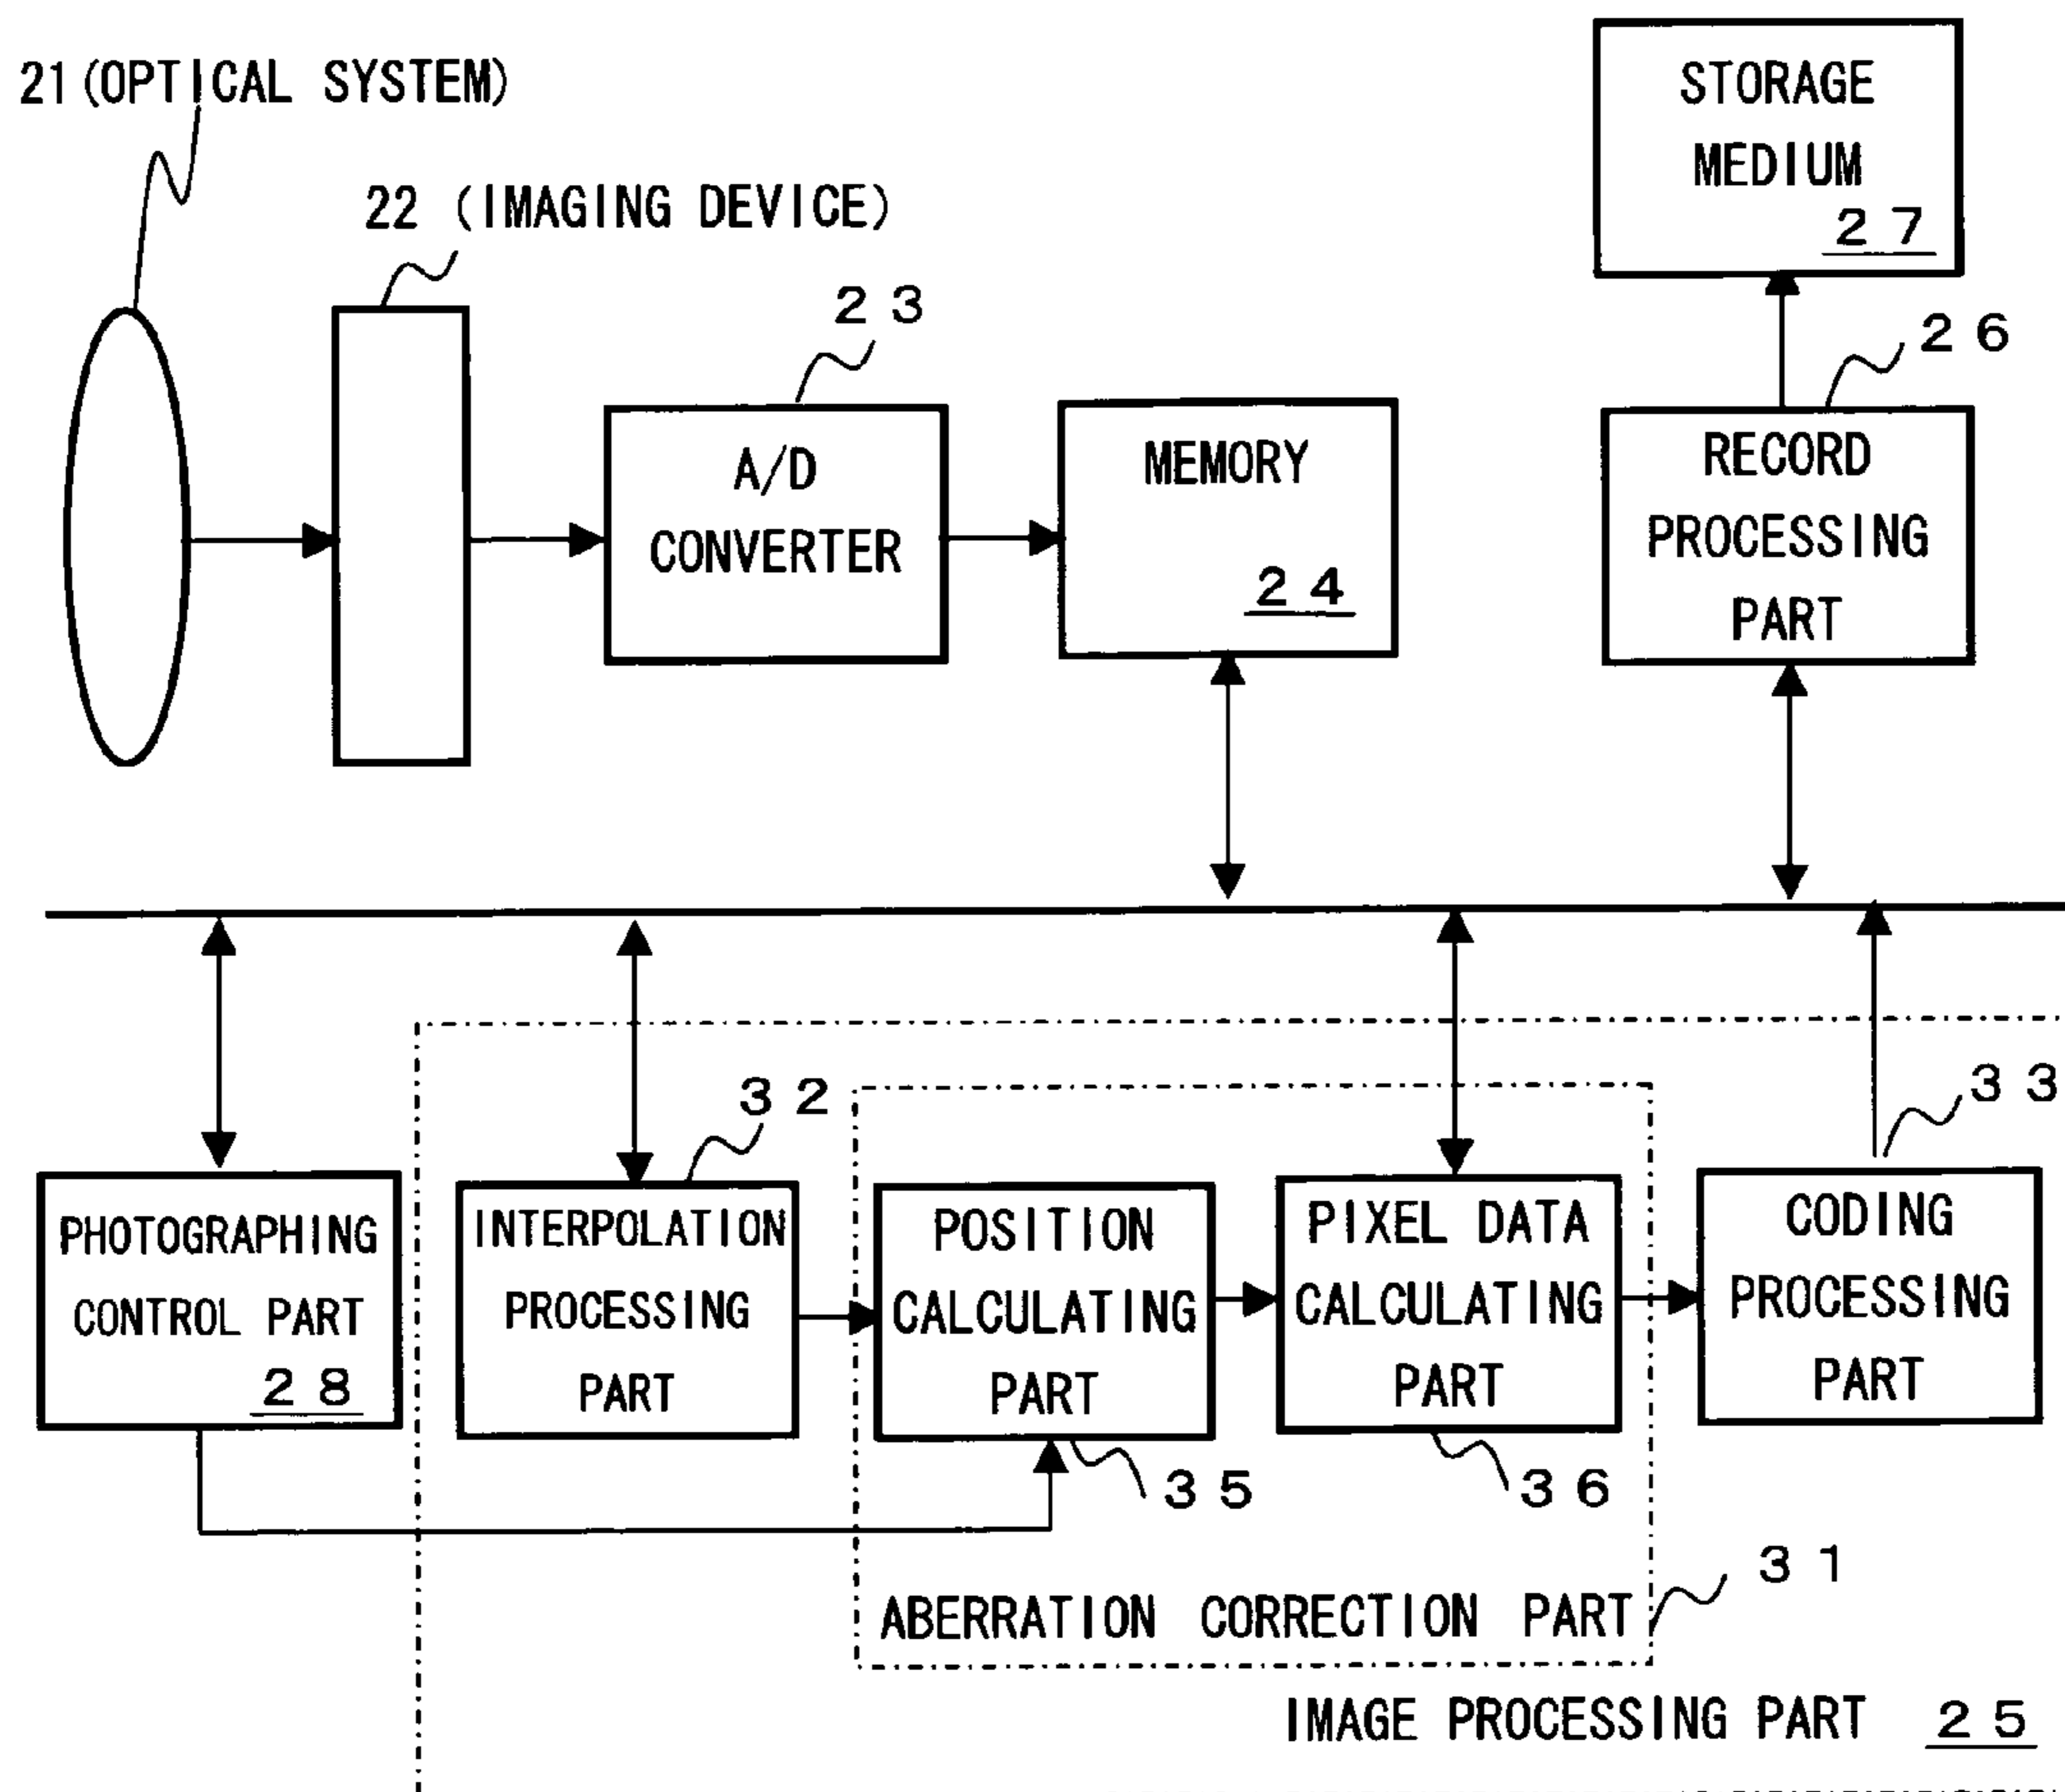 21(OPTICAL SYSTEM)
22 (IMAGING DEVICE)
23
A/D
CONVERTER
MEMORY
24
STORAGE
MEDIUM
27
26
RECORD
PROCESSING
PART
PHOTOGRAPHING
CONTROL PART
28
32
INTERPOLATION
PROCESSING
PART
POSITION
CALCULATING
PART
35
PIXEL DATA
CALCULATING
PART
36
33
CODING
PROCESSING
PART
31
ABERRATION CORRECTION PART
IMAGE PROCESSING PART 25